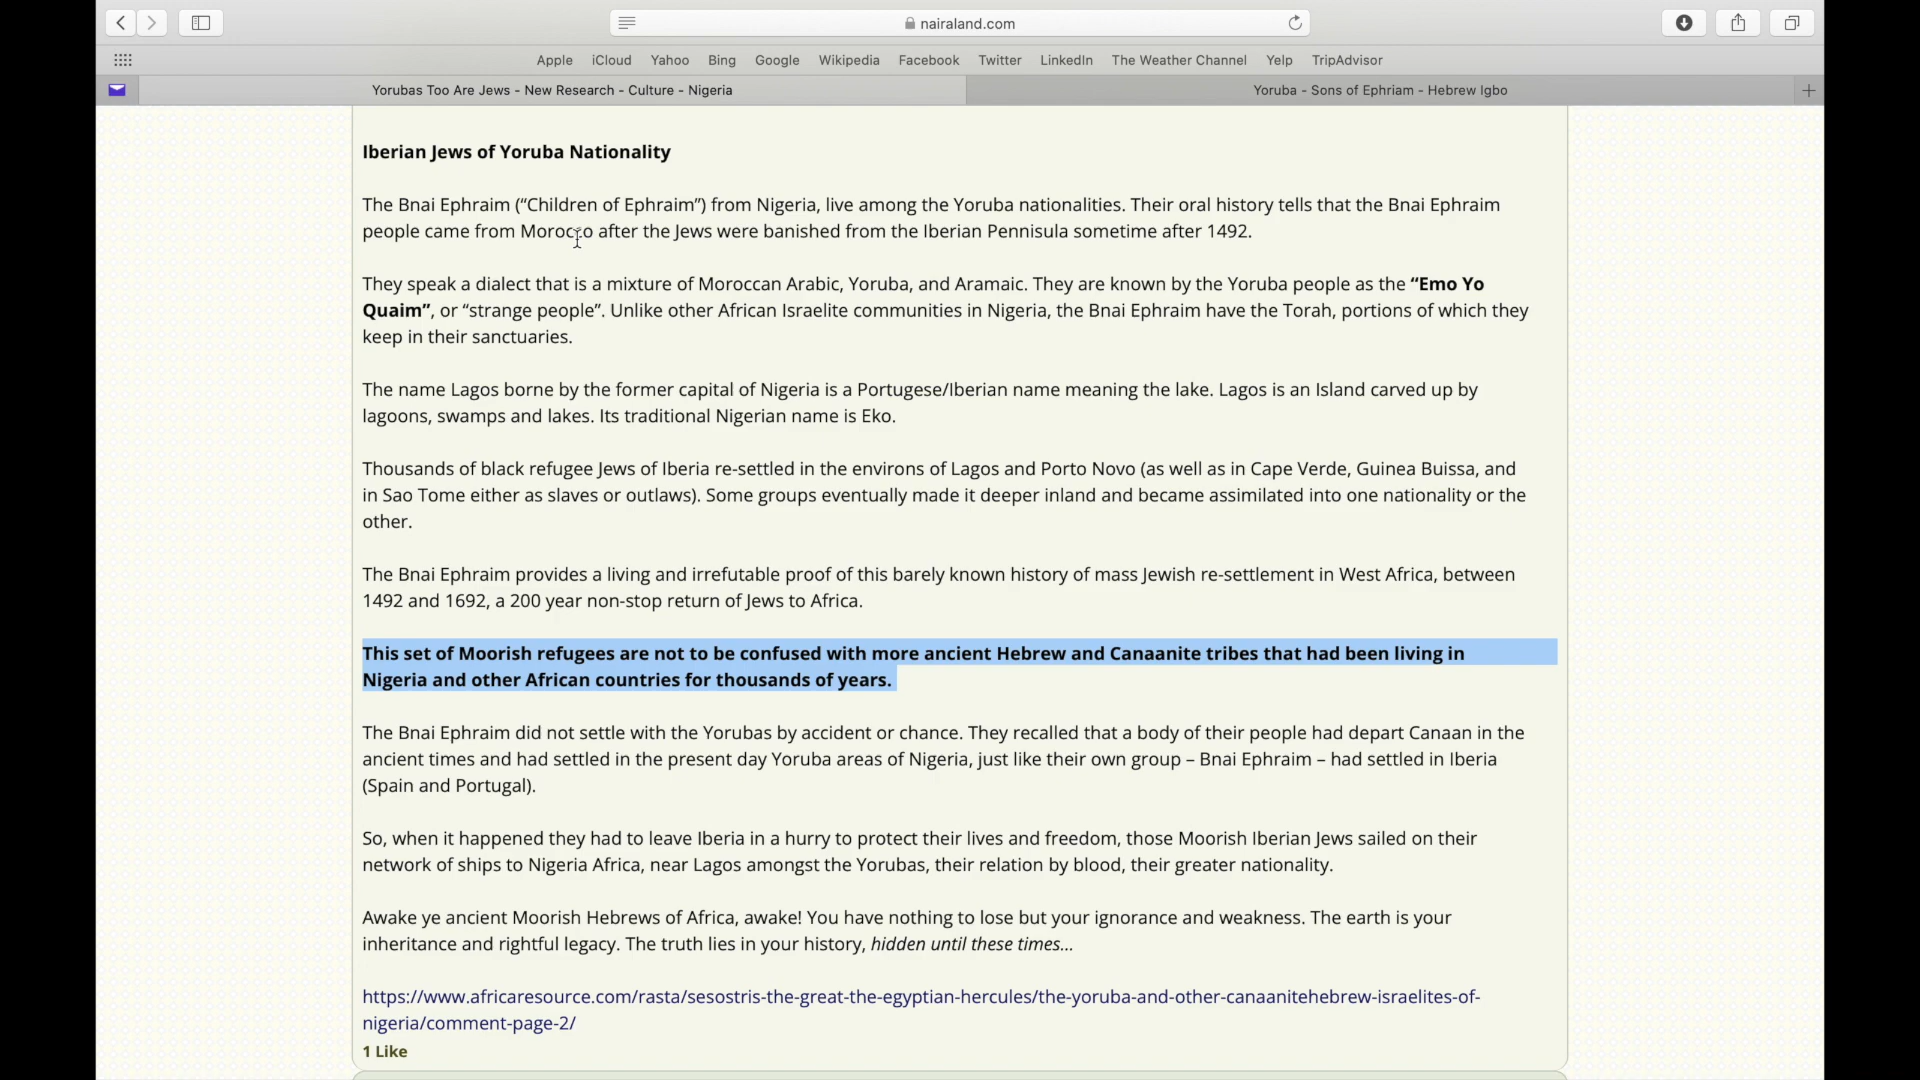 nairaland.com
Apple iCloud Yahoo Bing Google Wikipedia Facebook Twitter LinkedIn The Weather Channel Yelp TripAdvisor
Yorubas Too Are Jews - New Research - Culture - Nigeria
Yoruba - Sons of Ephriam - Hebrew Igbo
Iberian Jews of Yoruba Nationality
The Bnai Ephraim (“Children of Ephraim”) from Nigeria, live among the Yoruba nationalities. Their oral history tells that the Bnai Ephraim
people came from Morocco after the Jews were banished from the Iberian Pennisula sometime after 1492.
They speak a dialect that is a mixture of Moroccan Arabic, Yoruba, and Aramaic. They are known by the Yoruba people as the “Emo Yo
Quaim”, or “strange people”. Unlike other African Israelite communities in Nigeria, the Bnai Ephraim have the Torah, portions of which they
keep in their sanctuaries.
The name Lagos borne by the former capital of Nigeria is a Portugese/Iberian name meaning the lake. Lagos is an Island carved up by
lagoons, swamps and lakes. Its traditional Nigerian name is Eko.
Thousands of black refugee Jews of Iberia re-settled in the environs of Lagos and Porto Novo (as well as in Cape Verde, Guinea Buissa, and
in Sao Tome either as slaves or outlaws). Some groups eventually made it deeper inland and became assimilated into one nationality or the
other.
The Bnai Ephraim provides a living and irrefutable proof of this barely known history of mass Jewish re-settlement in West Africa, between
1492 and 1692, a 200 year non-stop return of Jews to Africa.
This set of Moorish refugees are not to be confused with more ancient Hebrew and Canaanite tribes that had been living in
Nigeria and other African countries for thousands of years.
The Bnai Ephraim did not settle with the Yorubas by accident or chance. They recalled that a body of their people had depart Canaan in the
ancient times and had settled in the present day Yoruba areas of Nigeria, just like their own group – Bnai Ephraim – had settled in Iberia
(Spain and Portugal).
So, when it happened they had to leave Iberia in a hurry to protect their lives and freedom, those Moorish Iberian Jews sailed on their
network of ships to Nigeria Africa, near Lagos amongst the Yorubas, their relation by blood, their greater nationality.
Awake ye ancient Moorish Hebrews of Africa, awake! You have nothing to lose but your ignorance and weakness. The earth is your
inheritance and rightful legacy. The truth lies in your history, hidden until these times...
https://www.africaresource.com/rasta/sesostris-the-great-the-egyptian-hercules/the-yoruba-and-other-canaanitehebrew-israelites-of-
nigeria/comment-page-2/
1 Like